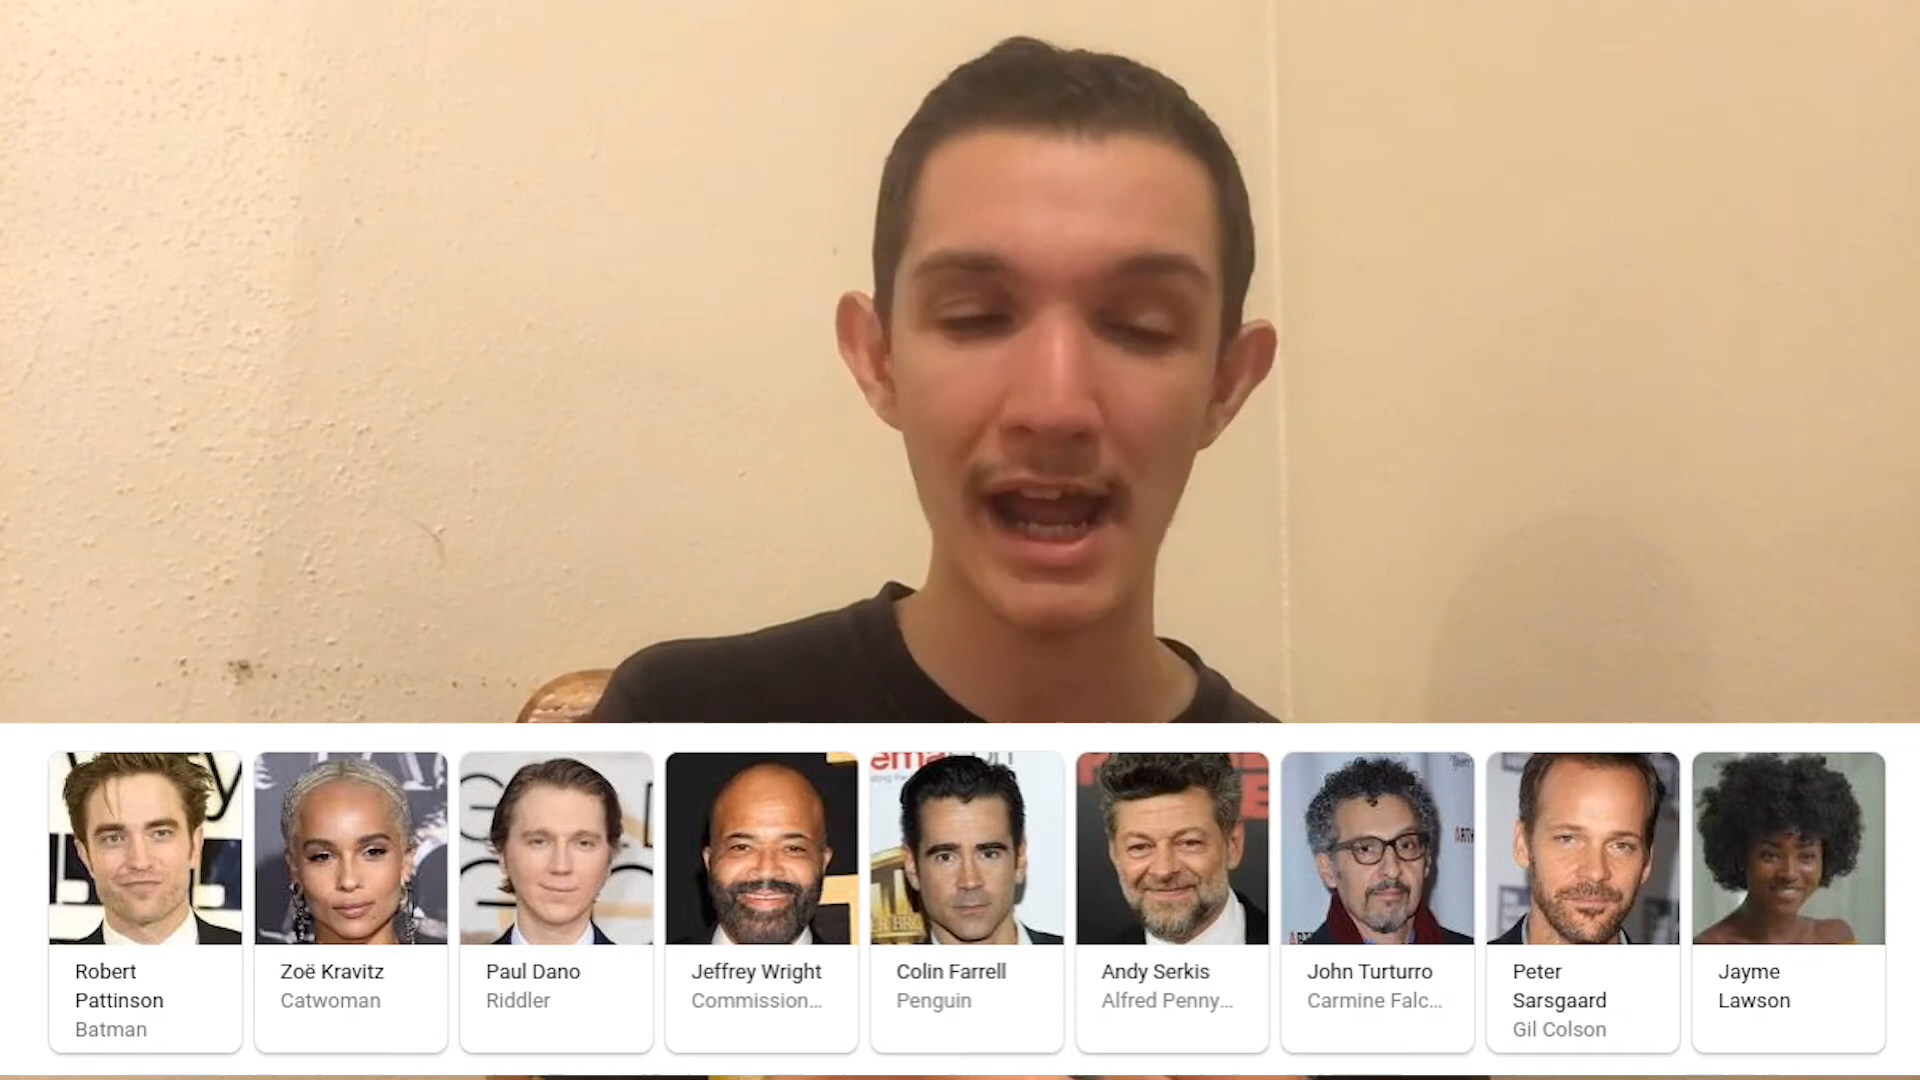 Robert
Pattinson
Batman
Zoë Kravitz
Catwoman
Paul Dano
Riddler
Jeffrey Wright
Commission...
Colin Farrell
Penguin
Andy Serkis
Alfred Penny...
John Turturro
Carmine Falc...
Peter
Sarsgaard
Gil Colson
Jayme
Lawson